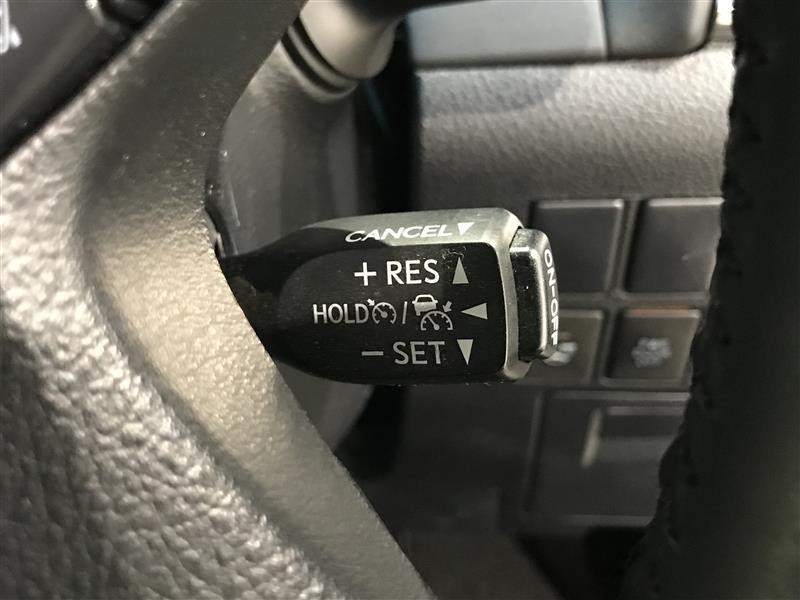 CANCEL▼
+ RES ▲
HOLD / ◀
− SET ▼
ON·OFF